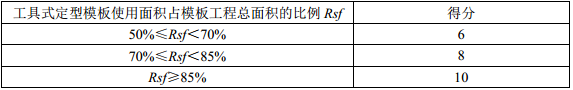 工具式定型模板使用面积占模板工程总面积的比例 Rsf 得分
50%≤Rsf＜70% 6
70%≤Rsf＜85% 8
Rsf≥85% 10